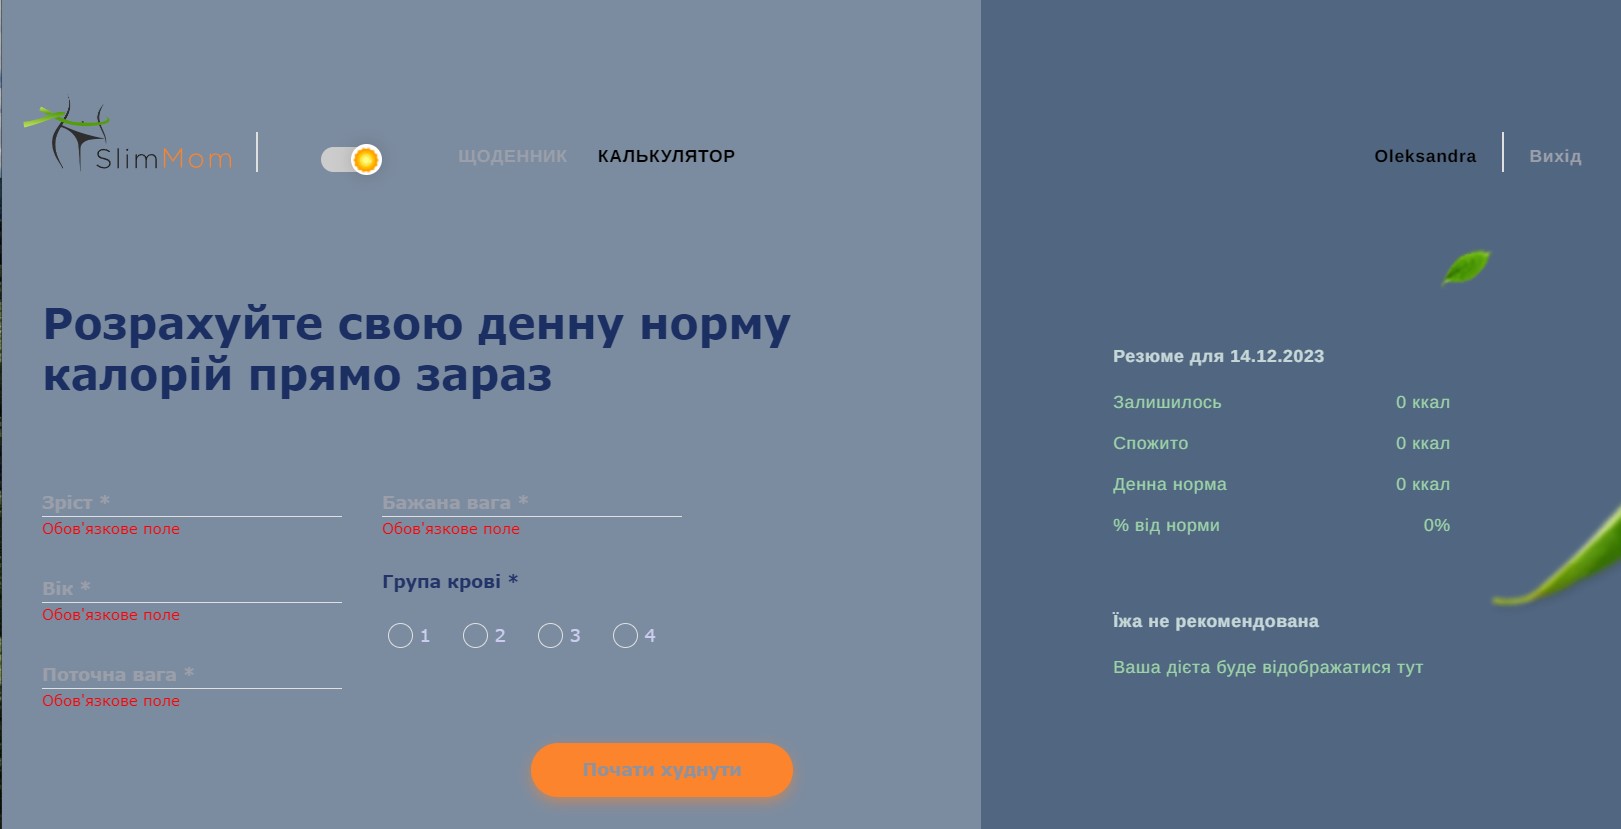 SlimMom
ЩОДЕННИК
КАЛЬКУЛЯТОР
Oleksandra
Вихід
Розрахуйте свою денну норму
калорій прямо зараз
Зріст *
Обов'язкове поле
Вік *
Обов'язкове поле
Поточна вага *
Обов'язкове поле
Бажана вага *
Обов'язкове поле
Група крові *
1 2 3 4
Почати худнути
Резюме для 14.12.2023
Залишилось 0 ккал
Спожито 0 ккал
Денна норма 0 ккал
% від норми 0%
Їжа не рекомендована
Ваша дієта буде відображатися тут